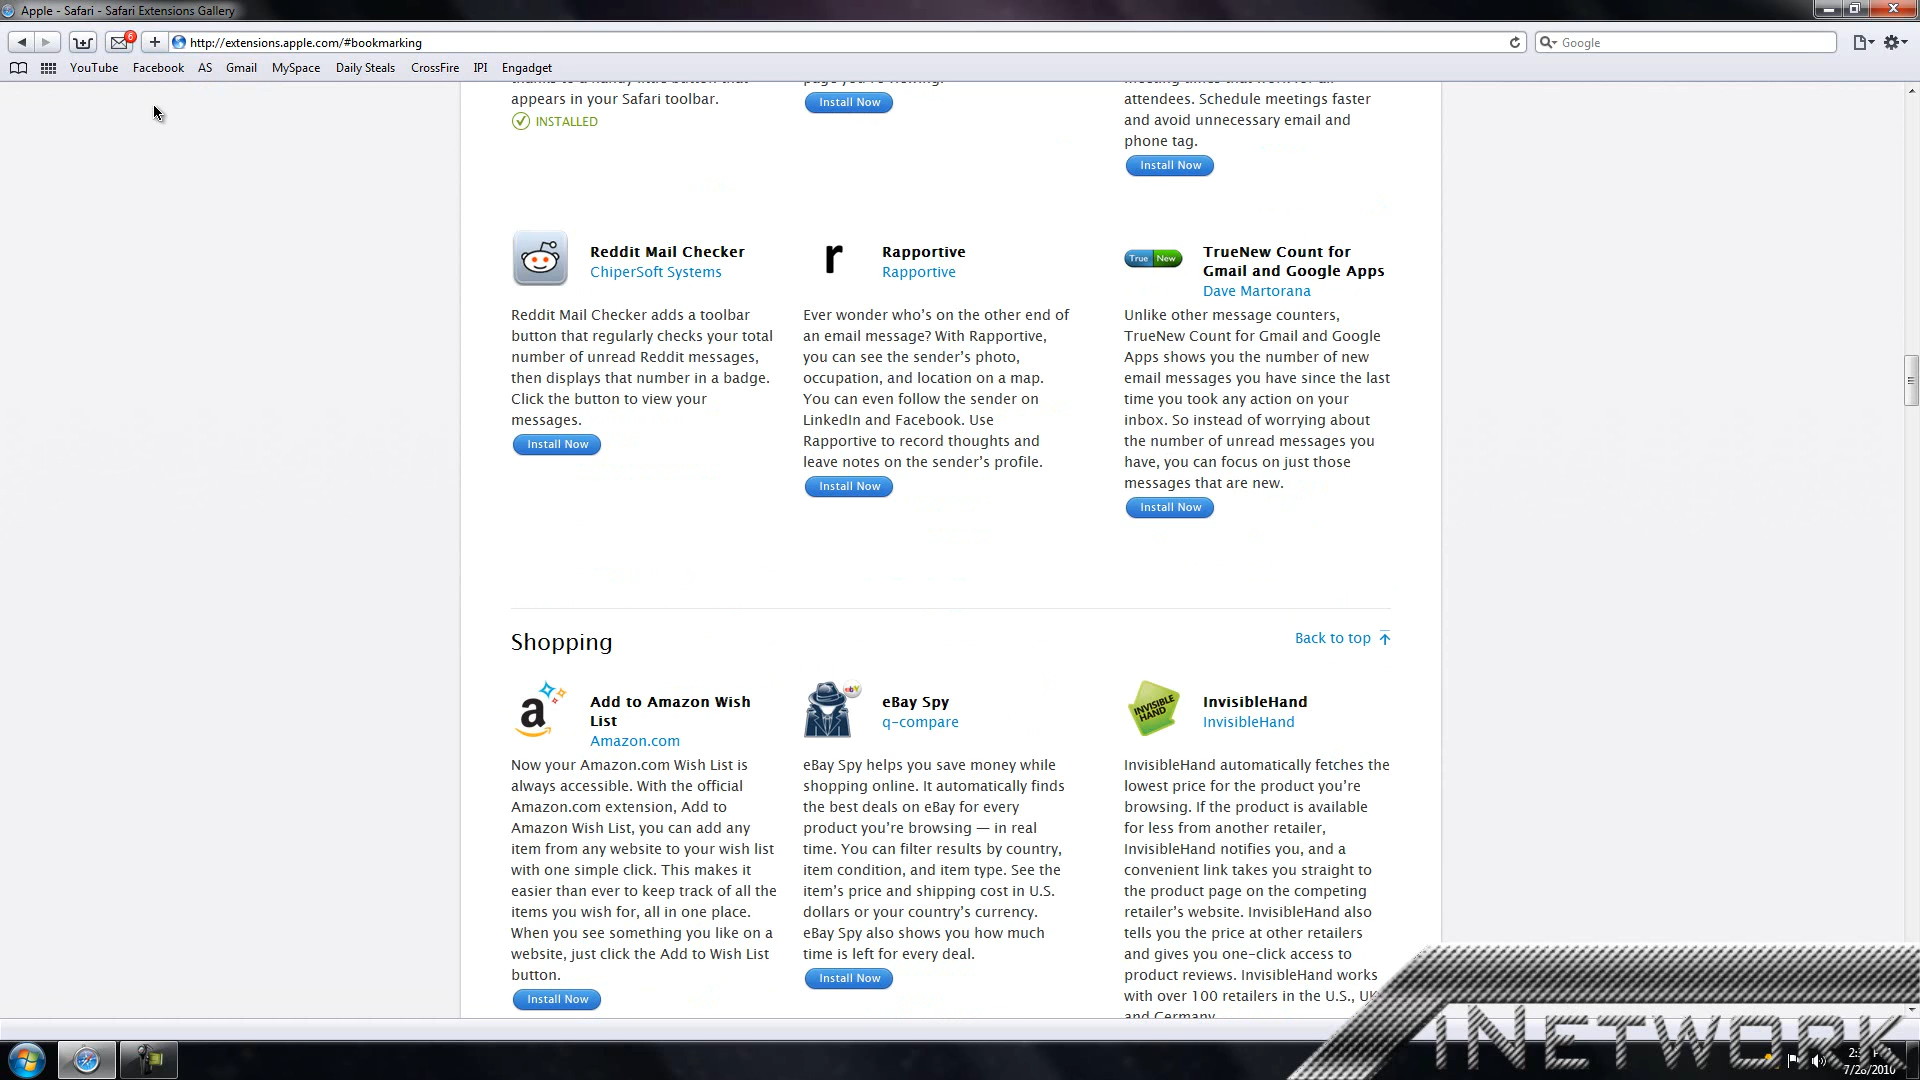 Apple - Safari - Safari Extensions Gallery
6
http://extensions.apple.com/#bookmarking
Google
YouTube Facebook AS Gmail MySpace Daily Steals CrossFire IPI Engadget
appears in your Safari toolbar.
INSTALLED
Install Now
attendees. Schedule meetings faster
and avoid unnecessary email and
phone tag.
Install Now
Reddit Mail Checker
ChiperSoft Systems
Reddit Mail Checker adds a toolbar
button that regularly checks your total
number of unread Reddit messages,
then displays that number in a badge.
Click the button to view your
messages.
Install Now
r
Rapportive
Rapportive
Ever wonder who’s on the other end of
an email message? With Rapportive,
you can see the sender’s photo,
occupation, and location on a map.
You can even follow the sender on
LinkedIn and Facebook. Use
Rapportive to record thoughts and
leave notes on the sender’s profile.
Install Now
True New
TrueNew Count for
Gmail and Google Apps
Dave Martorana
Unlike other message counters,
TrueNew Count for Gmail and Google
Apps shows you the number of new
email messages you have since the last
time you took any action on your
inbox. So instead of worrying about
the number of unread messages you
have, you can focus on just those
messages that are new.
Install Now
Shopping
Back to top
a
Add to Amazon Wish
List
Amazon.com
Now your Amazon.com Wish List is
always accessible. With the official
Amazon.com extension, Add to
Amazon Wish List, you can add any
item from any website to your wish list
with one simple click. This makes it
easier than ever to keep track of all the
items you wish for, all in one place.
When you see something you like on a
website, just click the Add to Wish List
button.
Install Now
ebY
eBay Spy
q-compare
eBay Spy helps you save money while
shopping online. It automatically finds
the best deals on eBay for every
product you’re browsing — in real
time. You can filter results by country,
item condition, and item type. See the
item’s price and shipping cost in U.S.
dollars or your country’s currency.
eBay Spy also shows you how much
time is left for every deal.
Install Now
INVISIBLE
HAND
InvisibleHand
InvisibleHand
InvisibleHand automatically fetches the
lowest price for the product you’re
browsing. If the product is available
for less from another retailer,
InvisibleHand notifies you, and a
convenient link takes you straight to
the product page on the competing
retailer’s website. InvisibleHand also
tells you the price at other retailers
and gives you one-click access to
product reviews. InvisibleHand works
with over 100 retailers in the U.S., UK
and Germany
INETWORK
7/28/2010